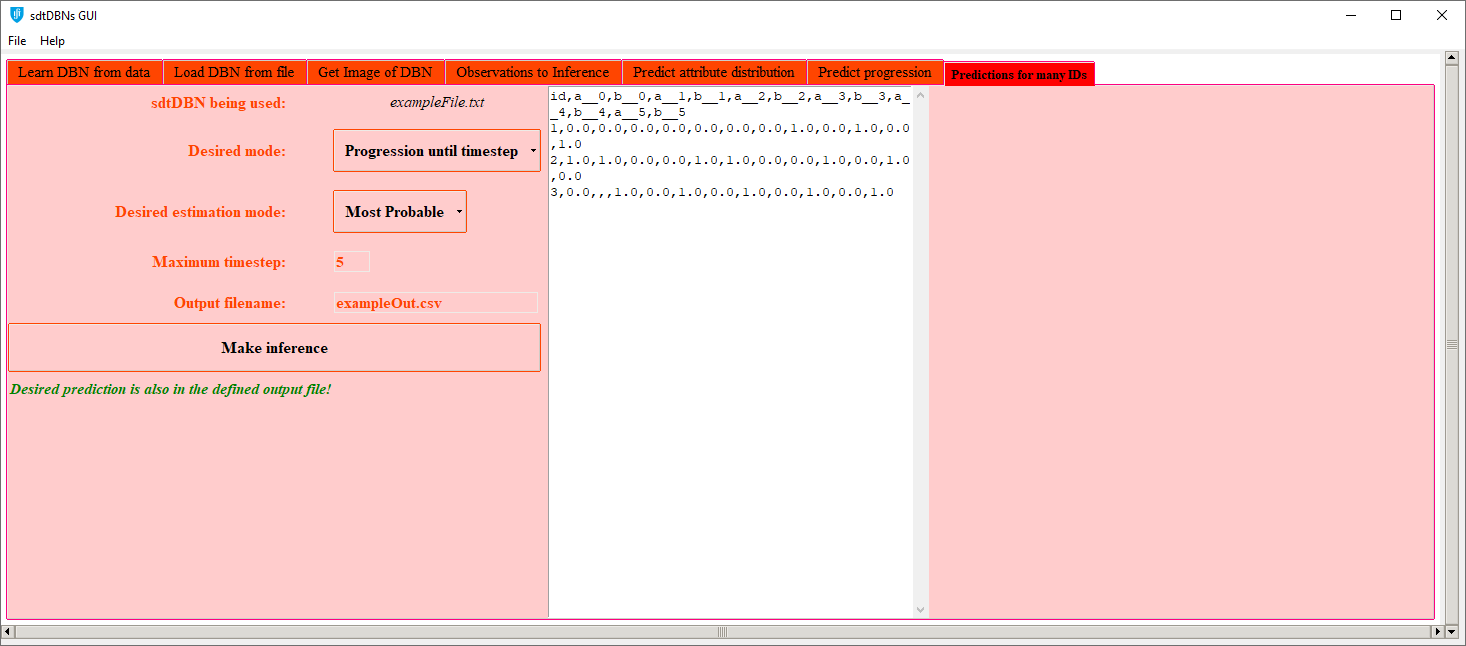 sdtDBNs GUI
File Help
Learn DBN from data Load DBN from file Get Image of DBN Observations to Inference Predict attribute distribution Predict progression Predictions for many IDs
sdtDBN being used: exampleFile.txt
Desired mode: Progression until timestep
Desired estimation mode: Most Probable
Maximum timestep: 5
Output filename: exampleOut.csv
Make inference
Desired prediction is also in the defined output file!
id,a__0,b__0,a__1,b__1,a__2,b__2,a__3,b__3,a_
_4,b__4,a__5,b__5
1,0.0,0.0,0.0,0.0,0.0,0.0,0.0,1.0,0.0,1.0,0.0
,1.0
2,1.0,1.0,0.0,0.0,1.0,1.0,0.0,0.0,1.0,0.0,1.0
,0.0
3,0.0,,,1.0,0.0,1.0,0.0,1.0,0.0,1.0,0.0,1.0